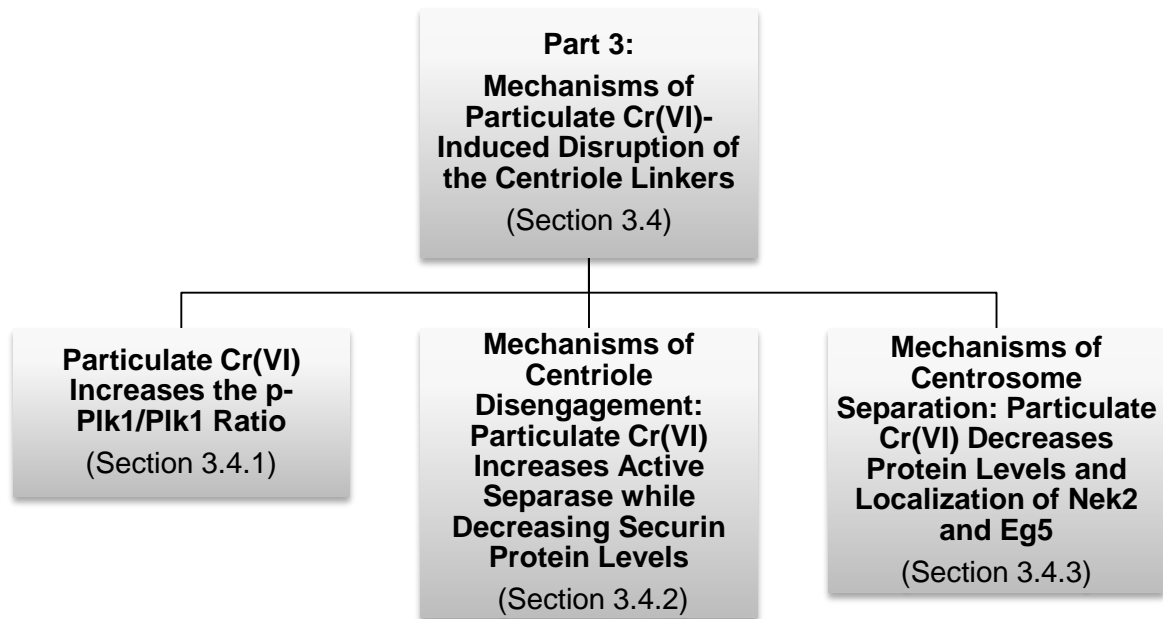 Part 3:
Mechanisms of
Particulate Cr(VI)-
Induced Disruption of
the Centriole Linkers
(Section 3.4)
Particulate Cr(VI)
Increases the p-
Plk1/Plk1 Ratio
(Section 3.4.1)
Mechanisms of
Centriole
Disengagement:
Particulate Cr(VI)
Increases Active
Separase while
Decreasing Securin
Protein Levels
(Section 3.4.2)
Mechanisms of
Centrosome
Separation: Particulate
Cr(VI) Decreases
Protein Levels and
Localization of Nek2
and Eg5
(Section 3.4.3)